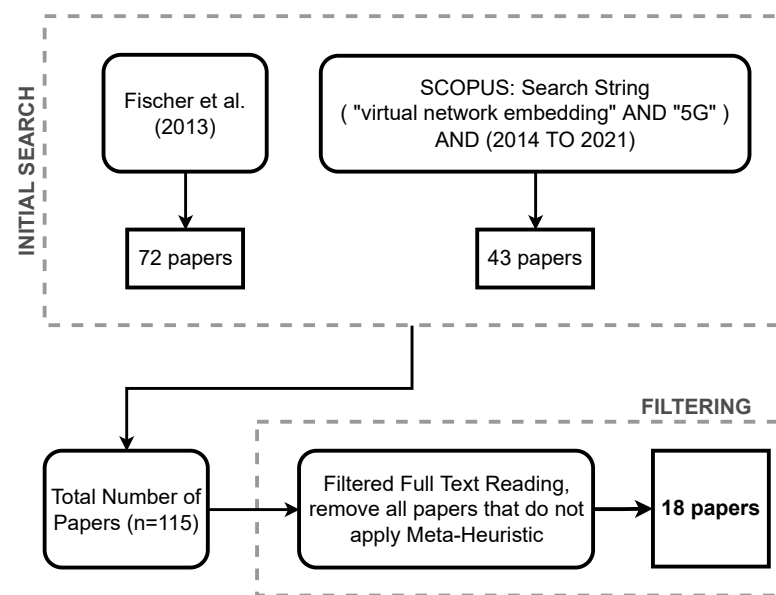 INITIAL SEARCH
Fischer et al.
(2013)
SCOPUS: Search String
( "virtual network embedding" AND "5G" )
AND (2014 TO 2021)
72 papers
43 papers
FILTERING
Total Number of
Papers (n=115)
Filtered Full Text Reading,
remove all papers that do not
apply Meta-Heuristic
18 papers